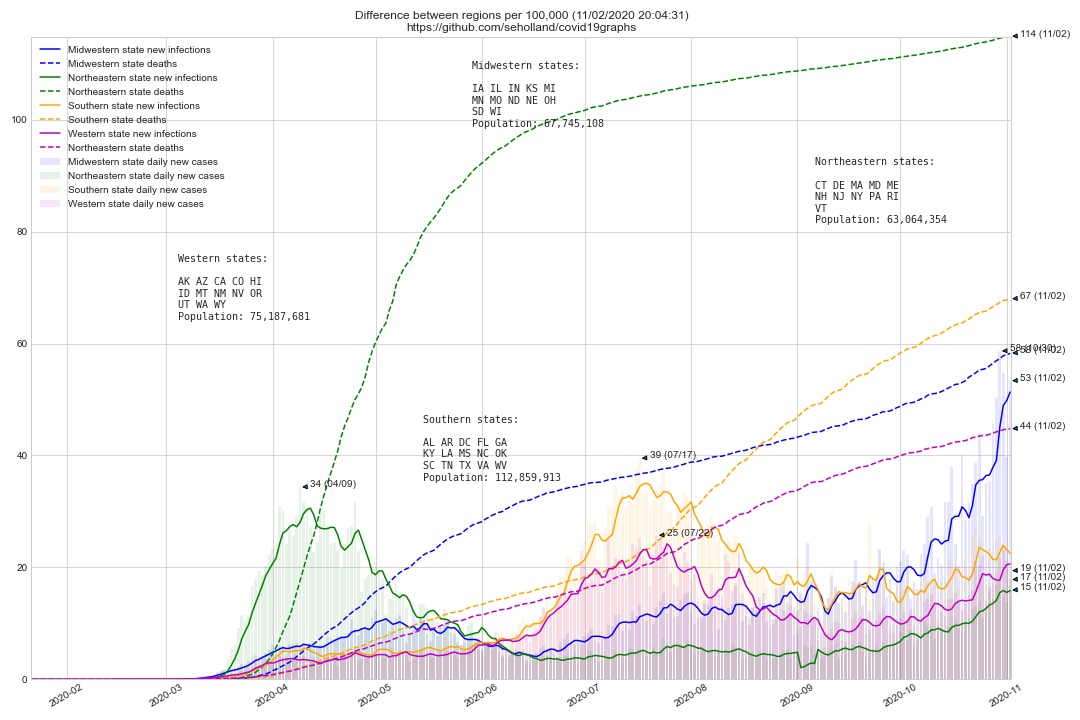 Difference between regions per 100,000 (11/02/2020 20:04:31)
https://github.com/seholland/covid19graphs
Midwestern state new infections
Midwestern state deaths
Northeastern state new infections
Northeastern state deaths
Southern state new infections
Southern state deaths
Western state new infections
Northeastern state deaths
Midwestern state daily new cases
Northeastern state daily new cases
Southern state daily new cases
Western state daily new cases
Midwestern states:
IA IL IN KS MI
MN MO ND NE OH
SD WI
Population: 67,745,108
Northeastern states:
CT DE MA MD ME
NH NJ NY PA RI
VT
Population: 63,064,354
Western states:
AK AZ CA CO HI
ID MT NM NV OR
UT WA WY
Population: 75,187,681
Southern states:
AL AR DC FL GA
KY LA MS NC OK
SC TN TX VA WV
Population: 112,859,913
114 (11/02)
67 (11/02)
58 (10/30)
58 (11/02)
53 (11/02)
44 (11/02)
39 (07/17)
34 (04/09)
25 (07/22)
19 (11/02)
17 (11/02)
15 (11/02)
100
80
60
40
20
0
2020-02
2020-03
2020-04
2020-05
2020-06
2020-07
2020-08
2020-09
2020-10
2020-11